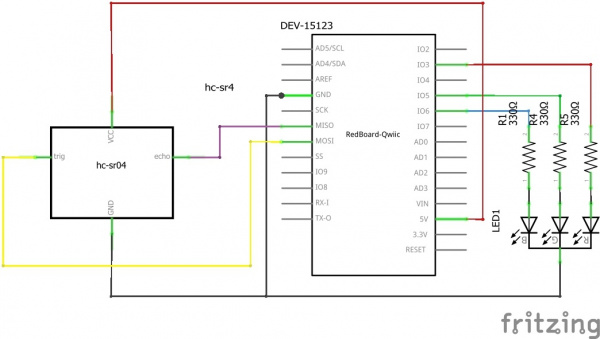 DEV-15123
hc-sr4
AD5/SCL
AD4/SDA
AREF
GND
SCK
MISO
MOSI
SS
IO9
IO8
RX-I
TX-O
RedBoard-Qwiic
IO2
IO3
IO4
IO5
IO6
IO7
AD0
AD1
AD2
AD3
VIN
5V
3.3V
RESET
VCC
trig
hc-sr04
echo
GND
R1
330Ω
R4
330Ω
R5
330Ω
LED1
B
G
R
fritzing